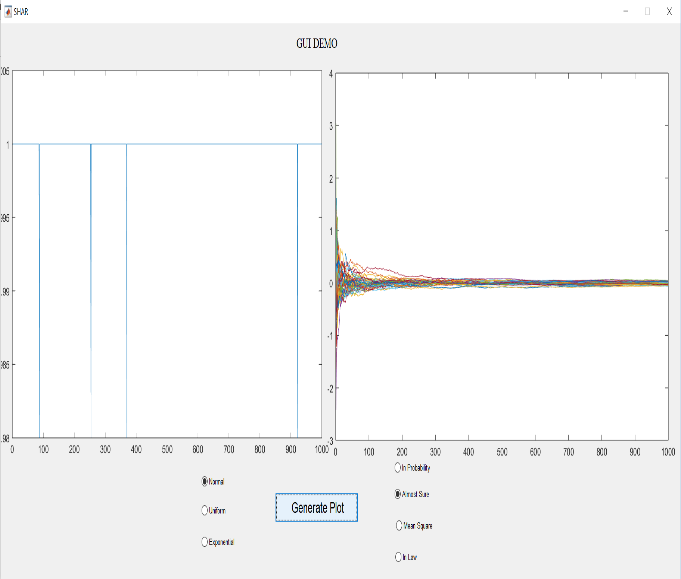 SHAR
GUI DEMO
1
995
.99
985
.98
0 100 200 300 400 500 600 700 800 900 1000
4
3
2
1
0
-1
-2
-3
0 100 200 300 400 500 600 700 800 900 1000
Normal
Uniform
Exponential
Generate Plot
In Probability
Almost Sure
Mean Square
In Low